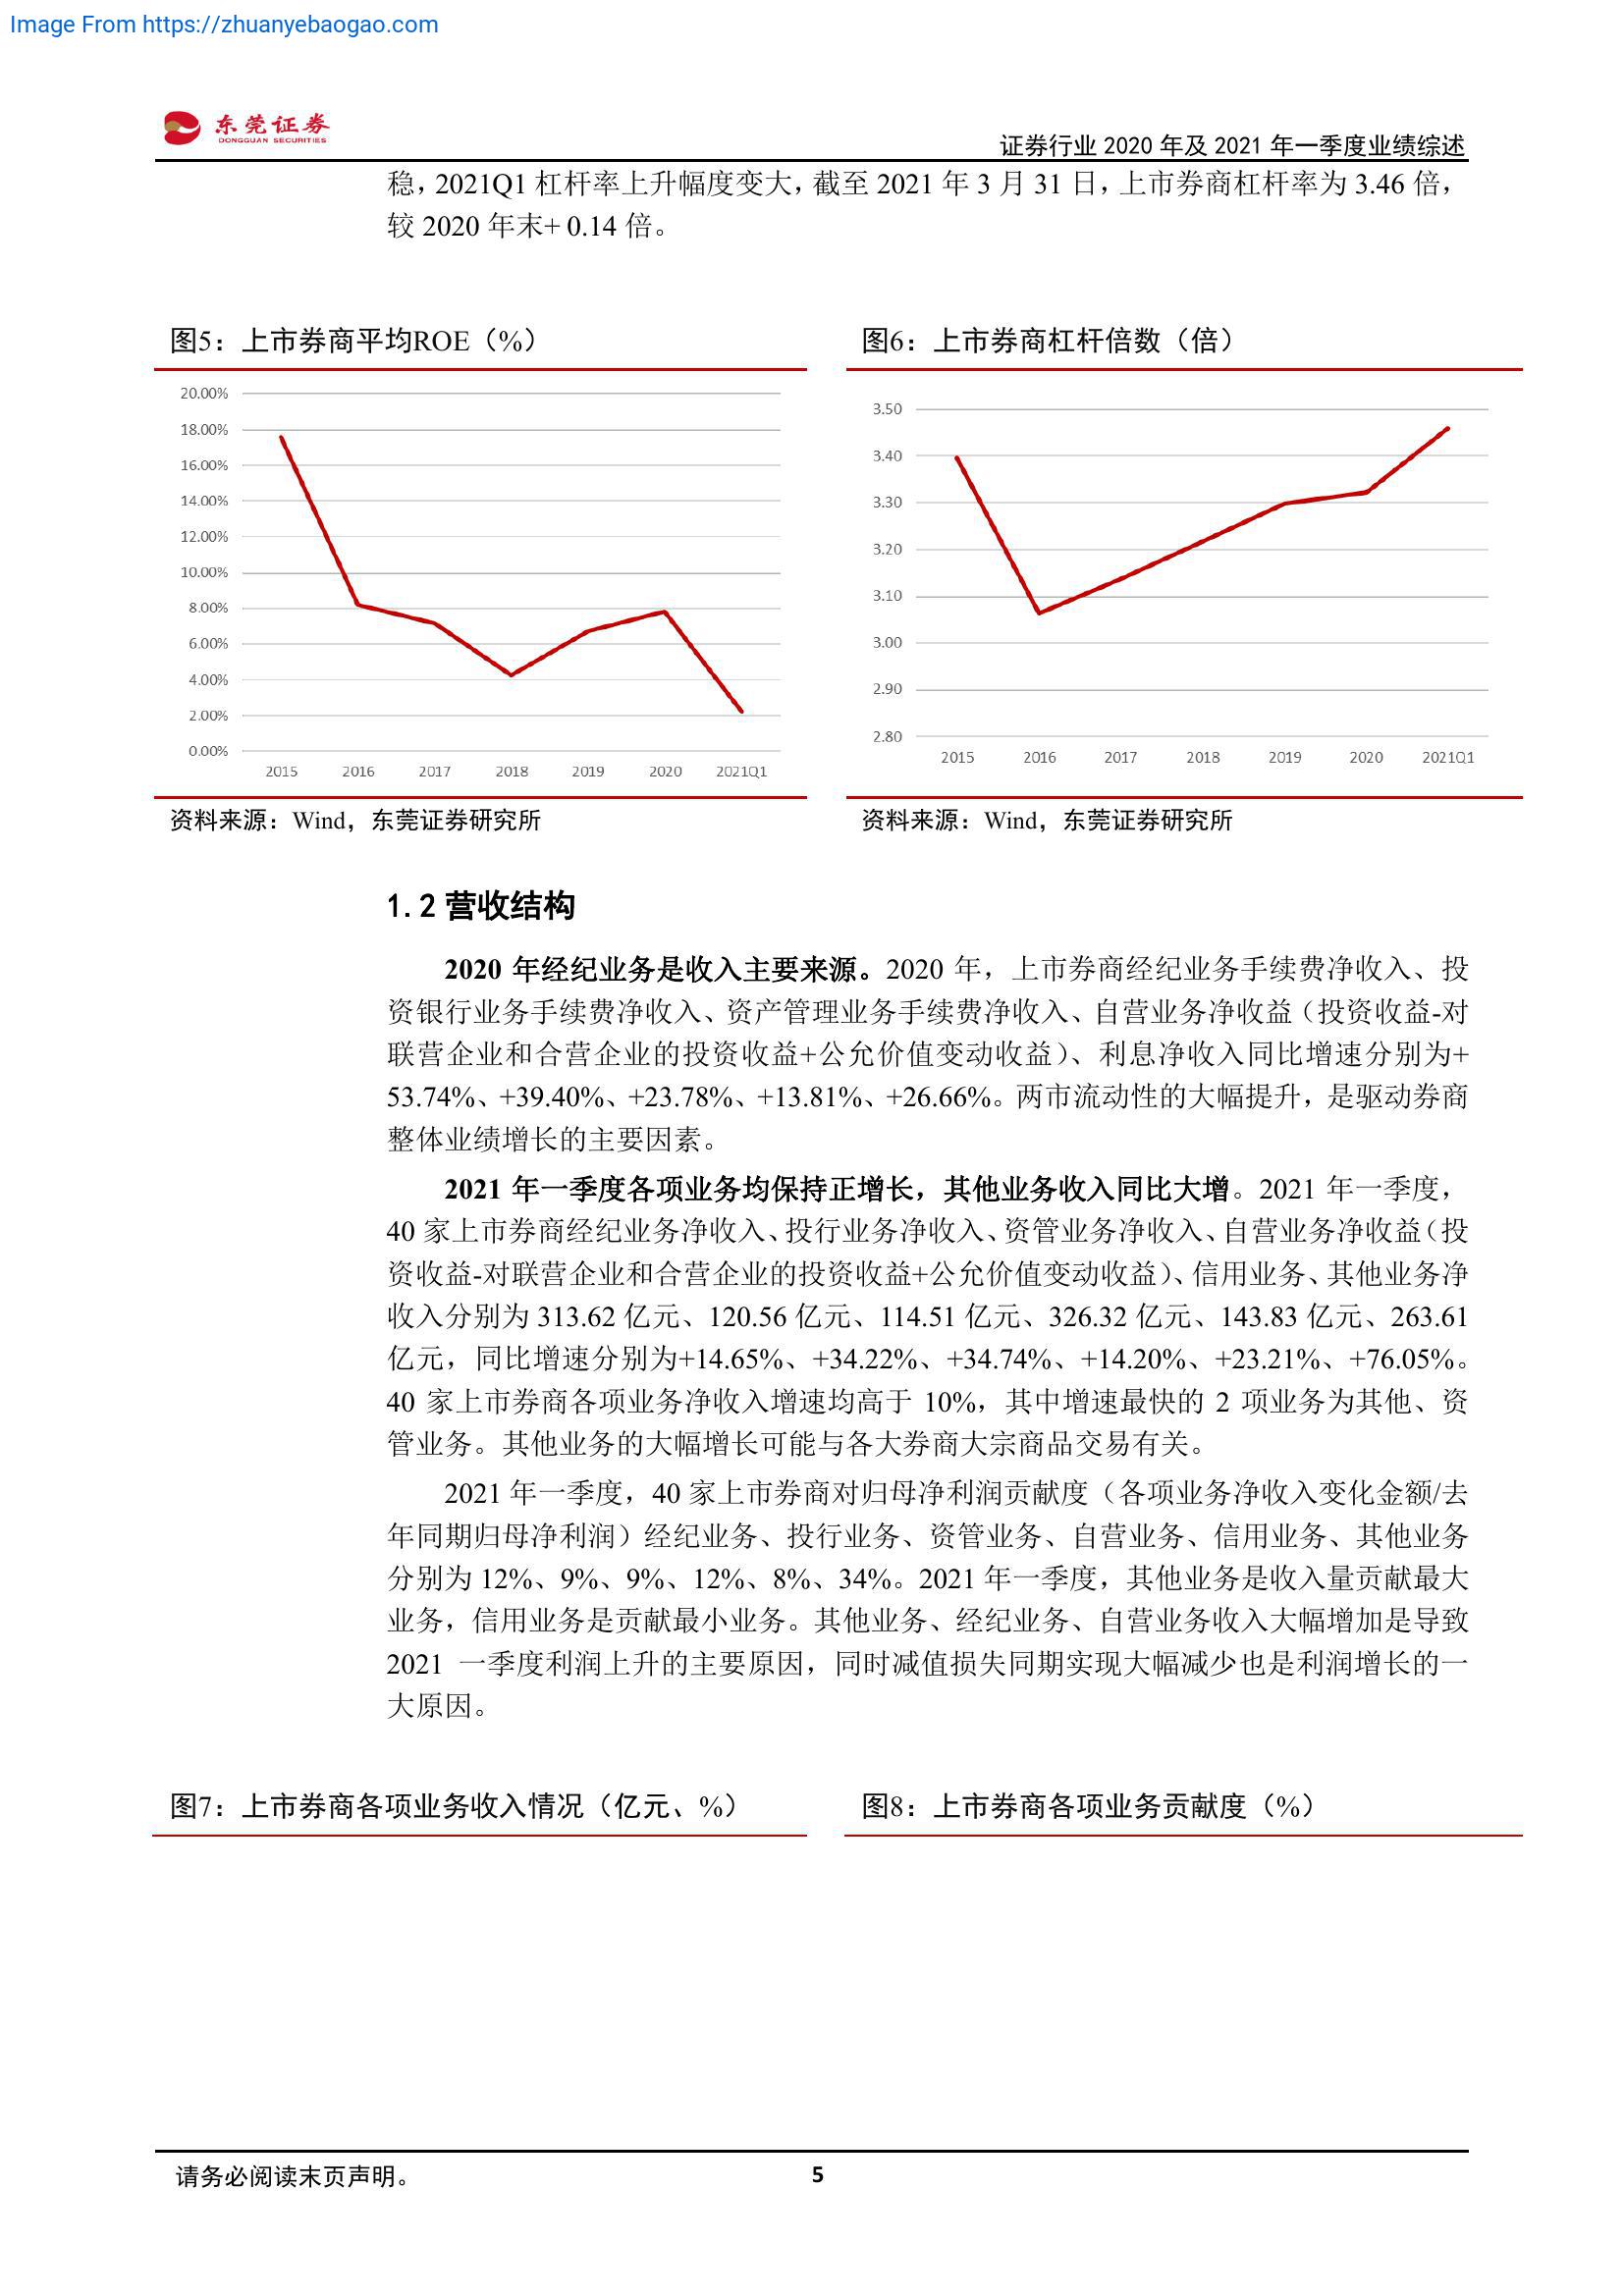 Image From https://zhuanyebaogao.com
东莞证券
DONGGUAN SECURITIES
证券行业 2020 年及 2021 年一季度业绩综述
稳，2021Q1 杠杆率上升幅度变大，截至 2021 年 3 月 31 日，上市券商杠杆率为 3.46 倍，
较 2020 年末+ 0.14 倍。
图5：上市券商平均ROE（%）
20.00%
18.00%
16.00%
14.00%
12.00%
10.00%
8.00%
6.00%
4.00%
2.00%
0.00%
2015 2016 2017 2018 2019 2020 2021Q1
资料来源：Wind，东莞证券研究所
图6：上市券商杠杆倍数（倍）
3.50
3.40
3.30
3.20
3.10
3.00
2.90
2.80
2015 2016 2017 2018 2019 2020 2021Q1
资料来源：Wind，东莞证券研究所
1.2 营收结构
2020 年经纪业务是收入主要来源。2020 年，上市券商经纪业务手续费净收入、投
资银行业务手续费净收入、资产管理业务手续费净收入、自营业务净收益（投资收益-对
联营企业和合营企业的投资收益+公允价值变动收益）、利息净收入同比增速分别为+
53.74%、+39.40%、+23.78%、+13.81%、+26.66%。两市流动性的大幅提升，是驱动券商
整体业绩增长的主要因素。
2021 年一季度各项业务均保持正增长，其他业务收入同比大增。2021 年一季度，
40 家上市券商经纪业务净收入、投行业务净收入、资管业务净收入、自营业务净收益（投
资收益-对联营企业和合营企业的投资收益+公允价值变动收益）、信用业务、其他业务净
收入分别为 313.62 亿元、120.56 亿元、114.51 亿元、326.32 亿元、143.83 亿元、263.61
亿元，同比增速分别为+14.65%、+34.22%、+34.74%、+14.20%、+23.21%、+76.05%。
40 家上市券商各项业务净收入增速均高于 10%，其中增速最快的 2 项业务为其他、资
管业务。其他业务的大幅增长可能与各大券商大宗商品交易有关。
2021 年一季度，40 家上市券商对归母净利润贡献度（各项业务净收入变化金额/去
年同期归母净利润）经纪业务、投行业务、资管业务、自营业务、信用业务、其他业务
分别为 12%、9%、9%、12%、8%、34%。2021 年一季度，其他业务是收入量贡献最大
业务，信用业务是贡献最小业务。其他业务、经纪业务、自营业务收入大幅增加是导致
2021 一季度利润上升的主要原因，同时减值损失同期实现大幅减少也是利润增长的一
大原因。
图7：上市券商各项业务收入情况（亿元、%）
图8：上市券商各项业务贡献度（%）
请务必阅读末页声明。
5